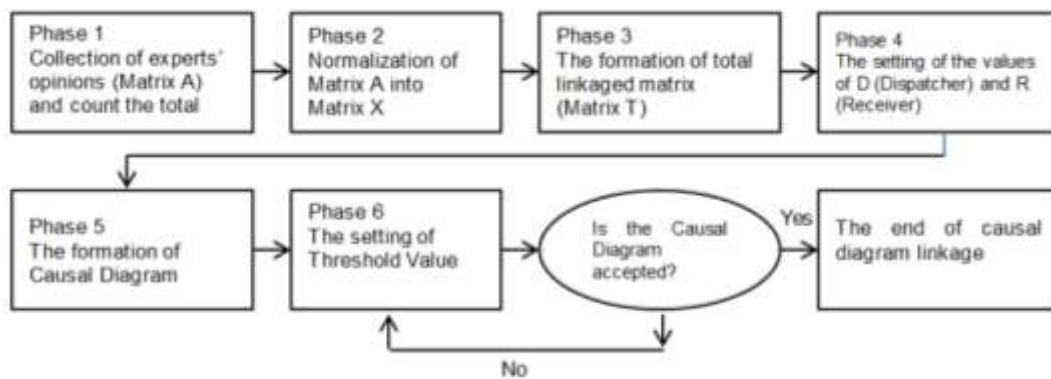 Phase 1
Collection of experts'
opinions (Matrix A)
and count the total
Phase 2
Normalization of
Matrix A into
Matrix X
Phase 3
The formation of total
linkaged matrix
(Matrix T)
Phase 4
The setting of the values
of D (Dispatcher) and R
(Receiver)
Phase 5
The formation of
Causal Diagram
Phase 6
The setting of
Threshold Value
Is the Causal
Diagram
accepted?
Yes
The end of causal
diagram linkage
No